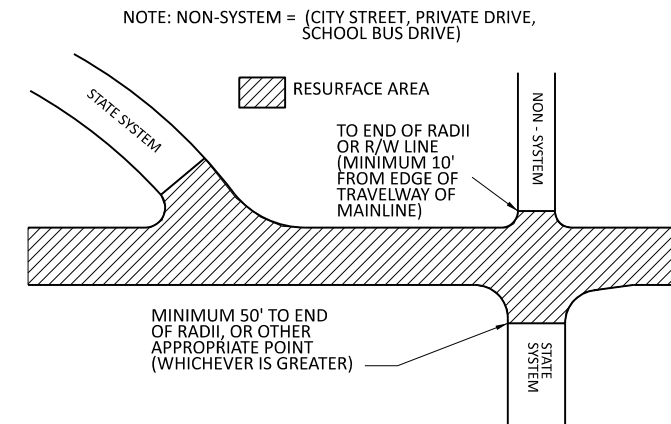 NOTE: NON-SYSTEM = (CITY STREET, PRIVATE DRIVE,
SCHOOL BUS DRIVE)
RESURFACE AREA
STATE SYSTEM
TO END OF RADII
OR R/W LINE
(MINIMUM 10'
FROM EDGE OF
TRAVELWAY OF
MAINLINE)
NON - SYSTEM
MINIMUM 50' TO END
OF RADII, OR OTHER
APPROPRIATE POINT
(WHICHEVER IS GREATER)
STATE
SYSTEM